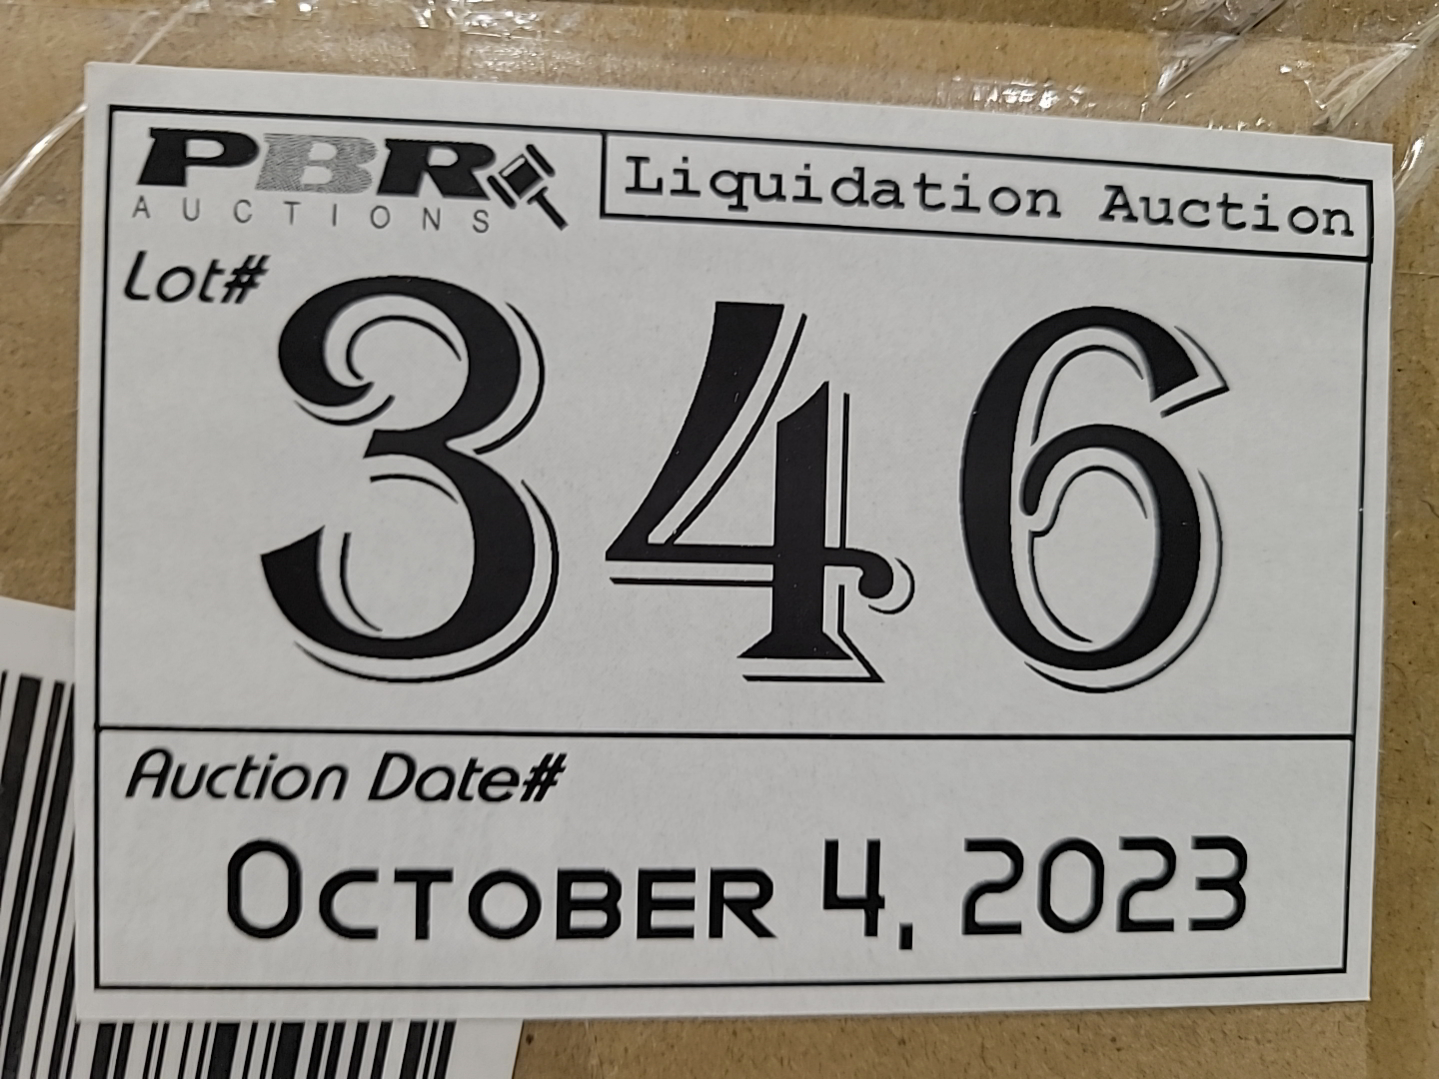 PBR
AUCTIONS
Liquidation Auction
Lot#
346
Auction Date#
October 4, 2023